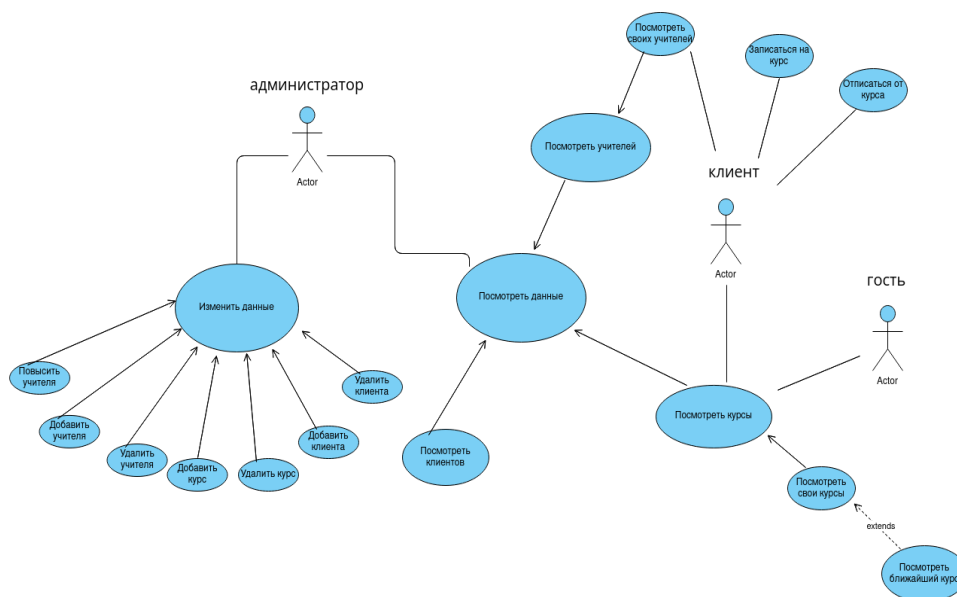 Посмотреть
своих учителей
Записаться на
курс
администратор
Отписаться от
курса
Посмотреть учителей
клиент
Actor
Actor
гость
Посмотреть данные
Изменить данные
Повысить
учителя
Удалить
клиента
Actor
Посмотреть курсы
Добавить
учителя
Добавить
клиента
Удалить
учителя
Посмотреть
клиентов
Добавить
курс
Удалить курс
Посмотреть
свои курсы
extends
Посмотреть
ближайший курс